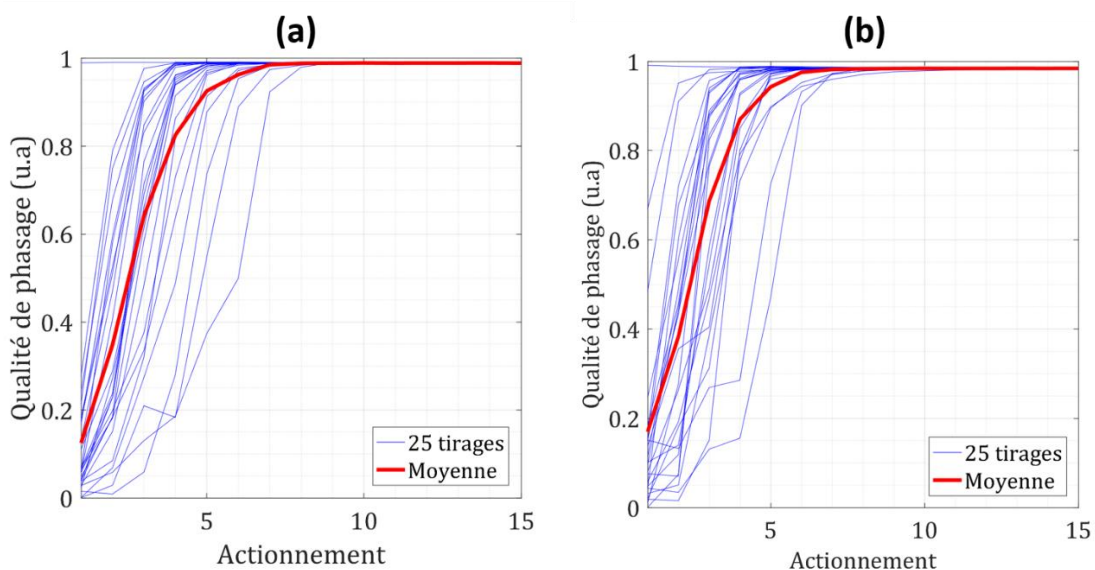 (a)
Qualité de phasage (u.a)
1
0.8
0.6
0.4
0.2
0
5
10
15
Actionnement
25 tirages
Moyenne
(b)
Qualité de phasage (u.a)
1
0.8
0.6
0.4
0.2
0
5
10
15
Actionnement
25 tirages
Moyenne